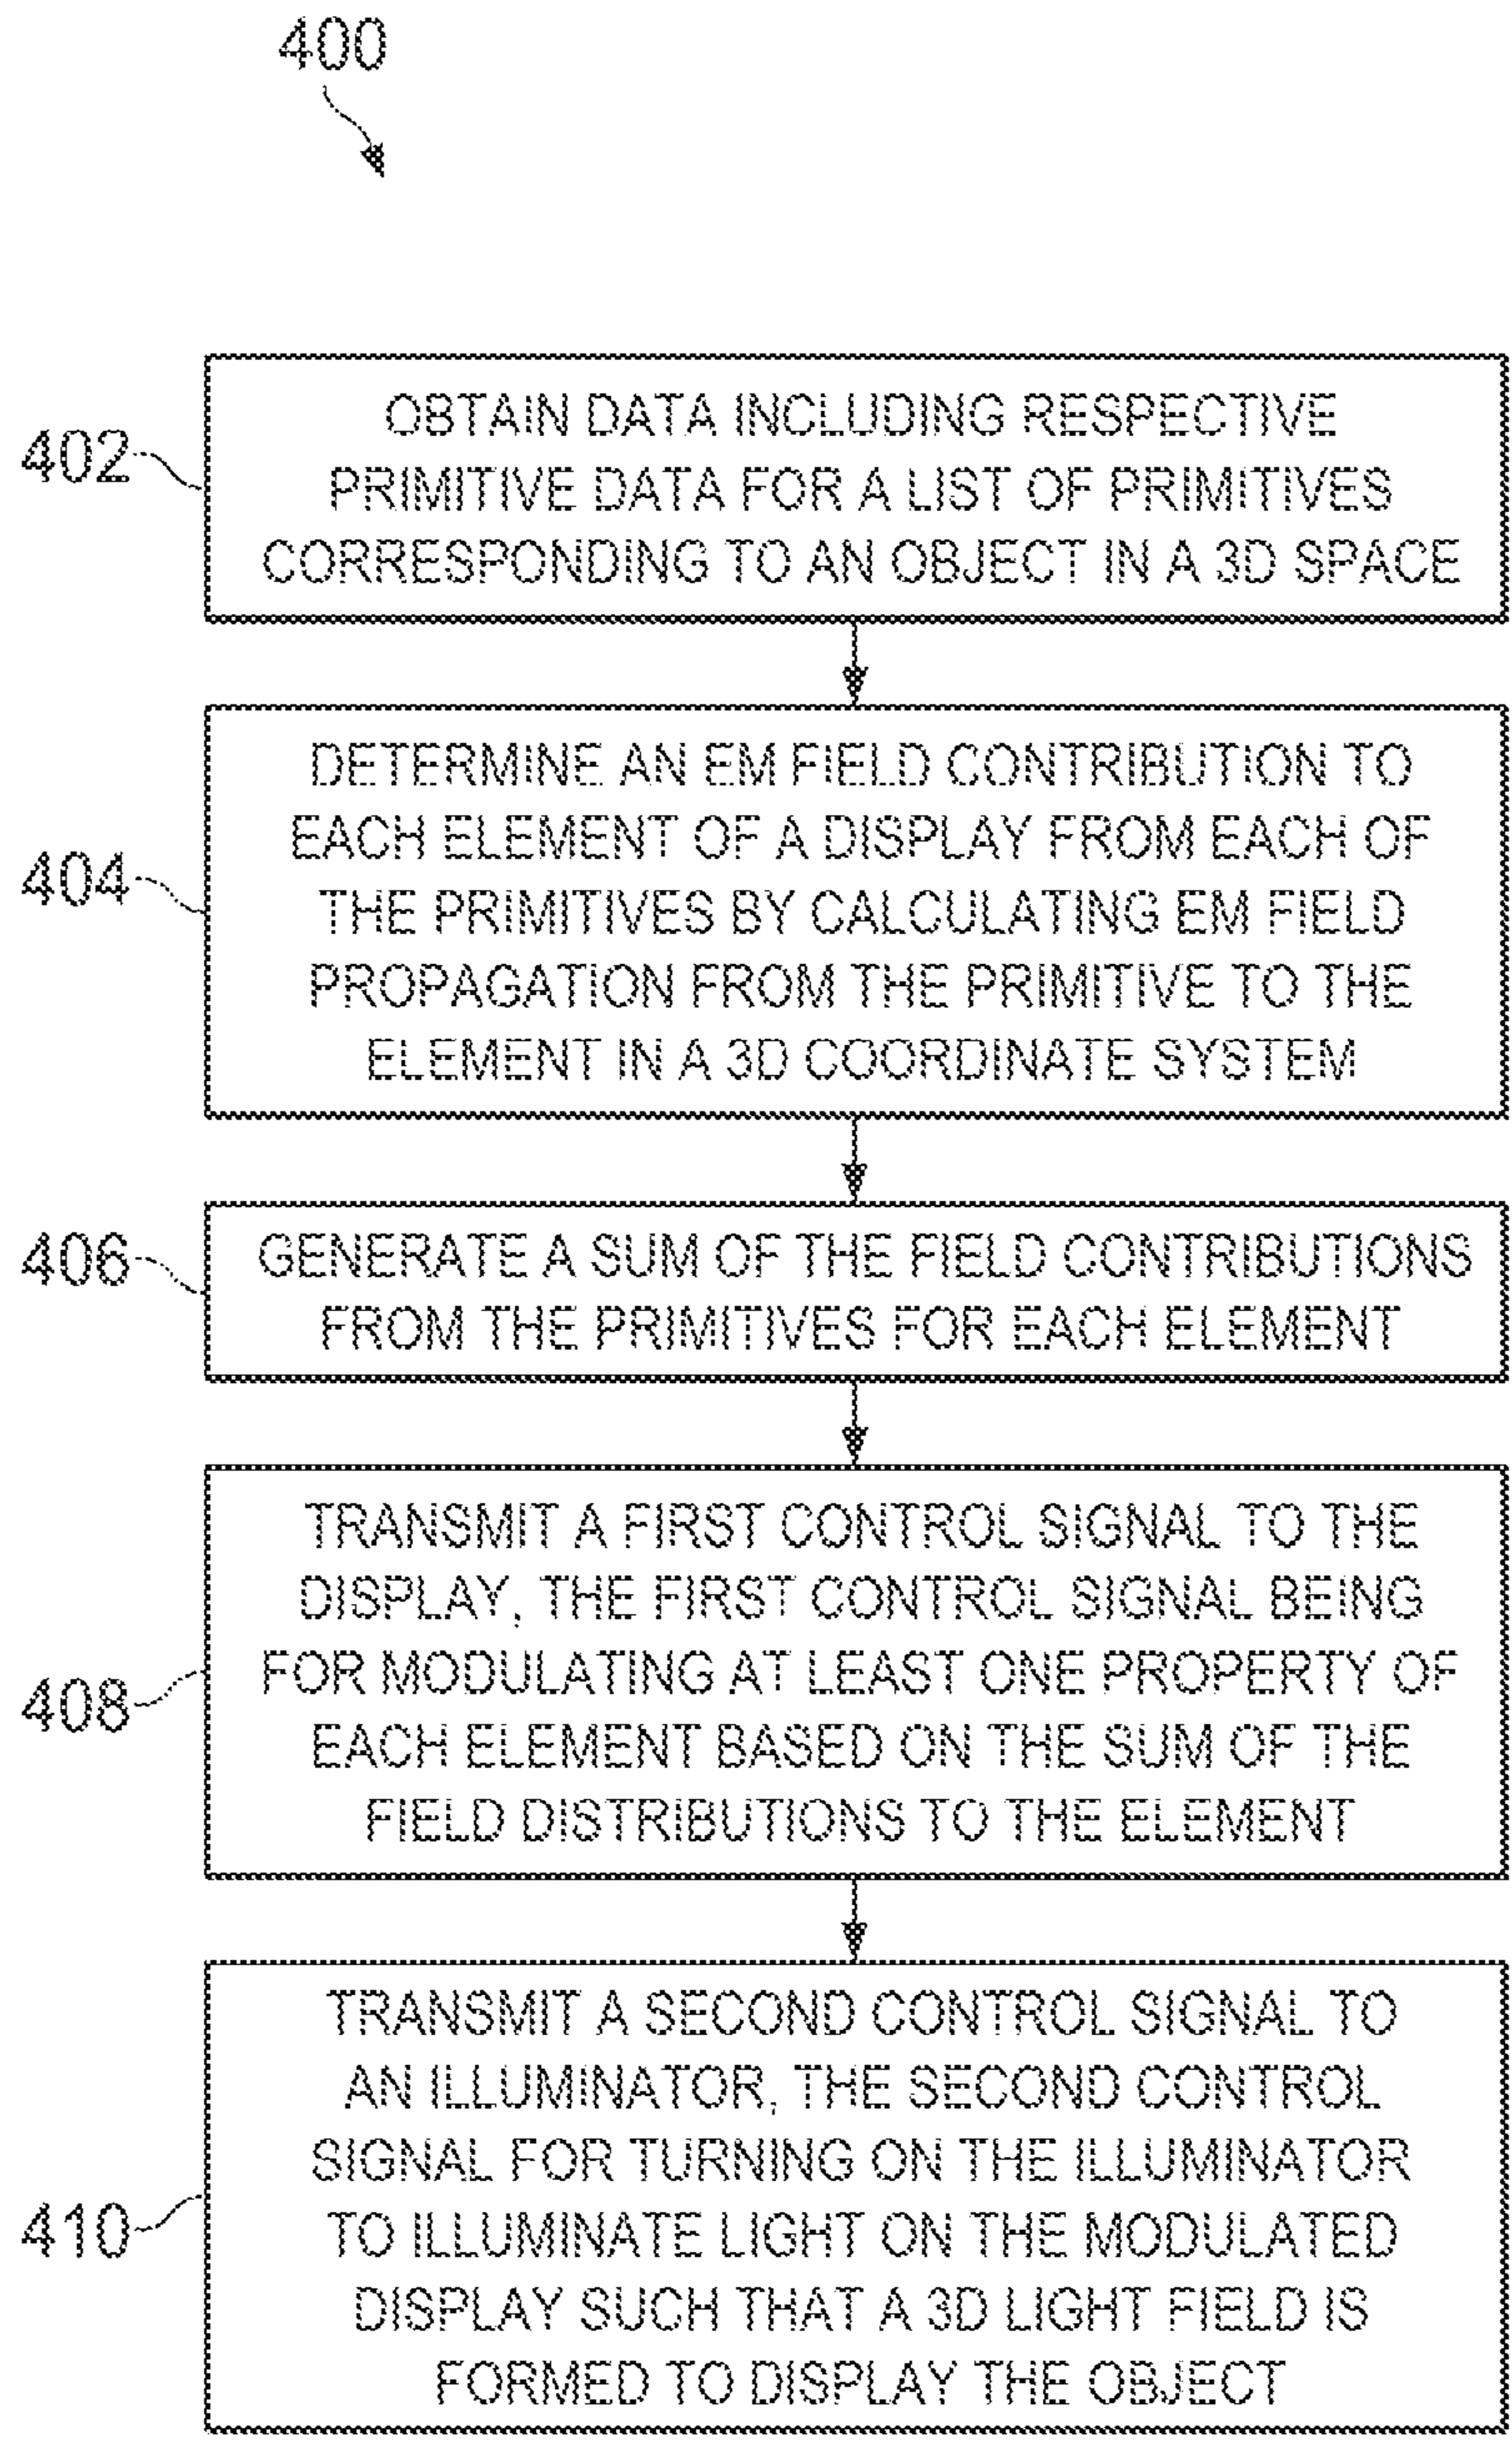 400
402
OBTAIN DATA INCLUDING RESPECTIVE
PRIMITIVE DATA FOR A LIST OF PRIMITIVES
CORRESPONDING TO AN OBJECT IN A 3D SPACE
404
DETERMINE AN EM FIELD CONTRIBUTION TO
EACH ELEMENT OF A DISPLAY FROM EACH OF
THE PRIMITIVES BY CALCULATING EM FIELD
PROPAGATION FROM THE PRIMITIVE TO THE
ELEMENT IN A 3D COORDINATE SYSTEM
406
GENERATE A SUM OF THE FIELD CONTRIBUTIONS
FROM THE PRIMITIVES FOR EACH ELEMENT
408
TRANSMIT A FIRST CONTROL SIGNAL TO THE
DISPLAY, THE FIRST CONTROL SIGNAL BEING
FOR MODULATING AT LEAST ONE PROPERTY OF
EACH ELEMENT BASED ON THE SUM OF THE
FIELD DISTRIBUTIONS TO THE ELEMENT
410
TRANSMIT A SECOND CONTROL SIGNAL TO
AN ILLUMINATOR, THE SECOND CONTROL
SIGNAL FOR TURNING ON THE ILLUMINATOR
TO ILLUMINATE LIGHT ON THE MODULATED
DISPLAY SUCH THAT A 3D LIGHT FIELD IS
FORMED TO DISPLAY THE OBJECT